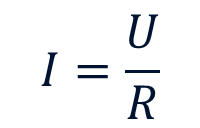 I = U/R